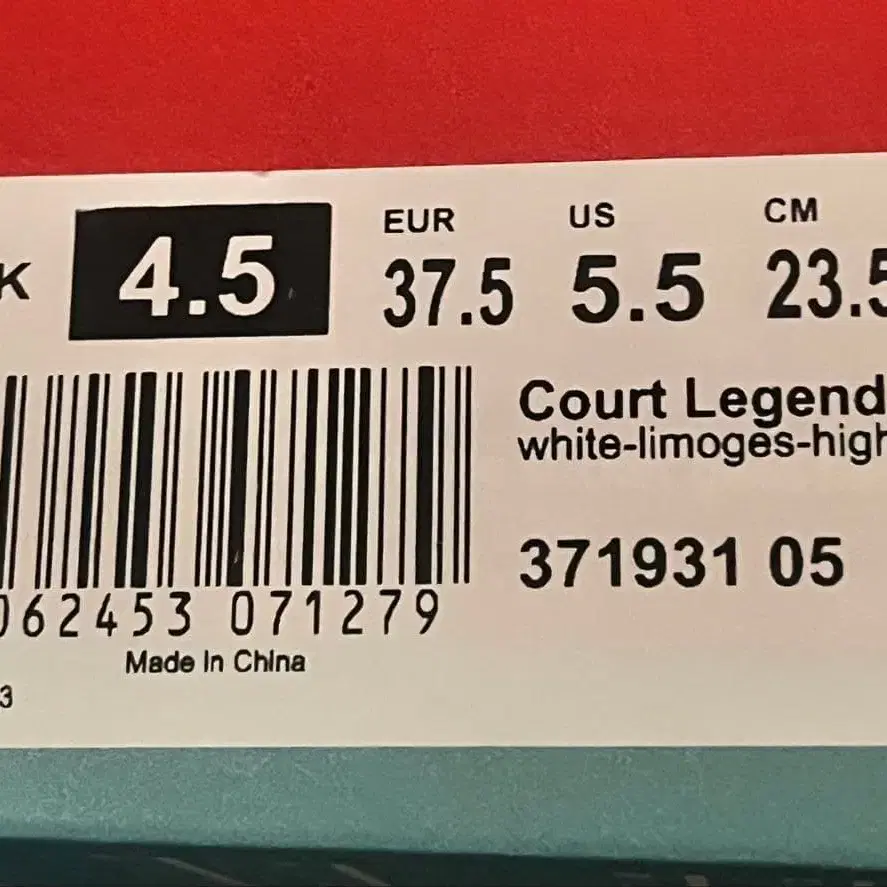 K 4.5 EUR 37.5 US 5.5 CM 23.5
Court Legend
white-limoges-high
371931 05
062453 071279
Made in China
3